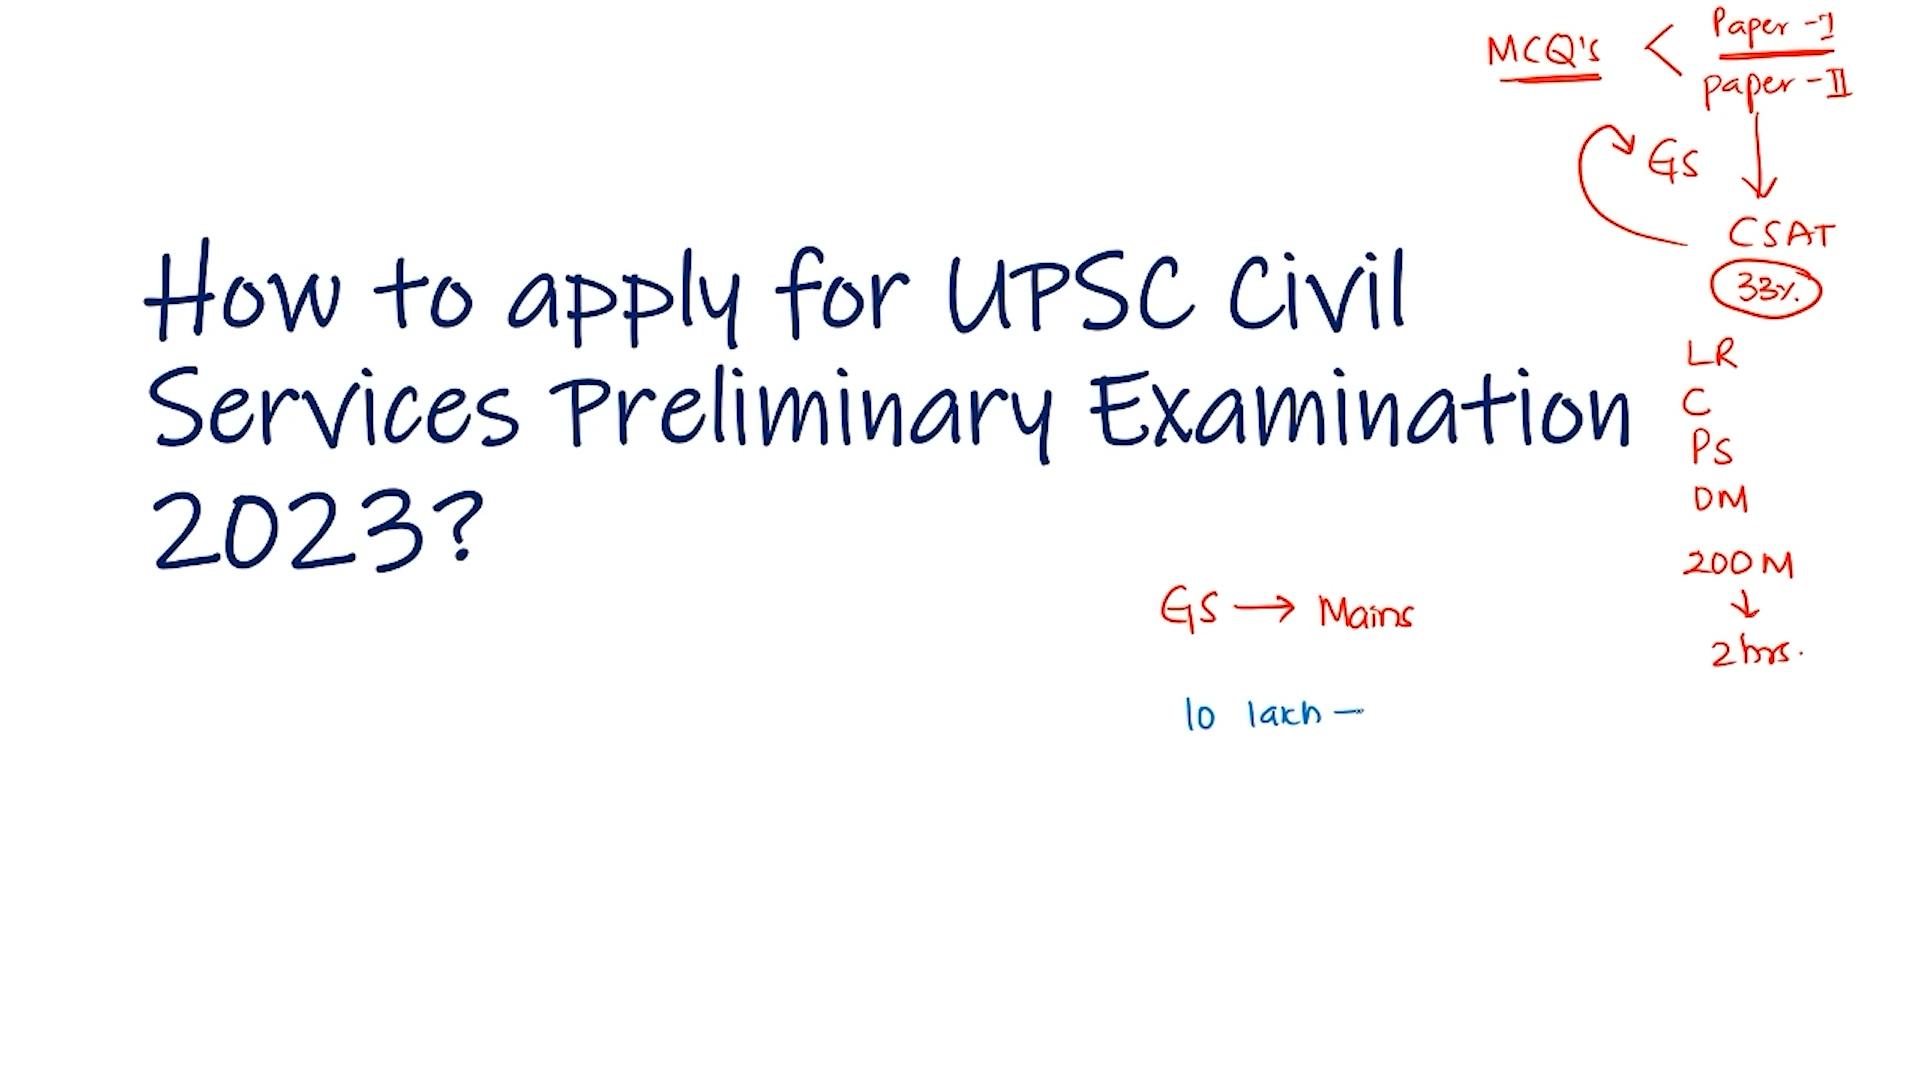 MCQ's < Paper-I
Paper-II
GS
CSAT
33%.
How to apply for UPSC Civil
Services Preliminary Examination
2023?
LR
C
PS
DM
200 M
2 hrs.
GS → Mains
10 lakh –